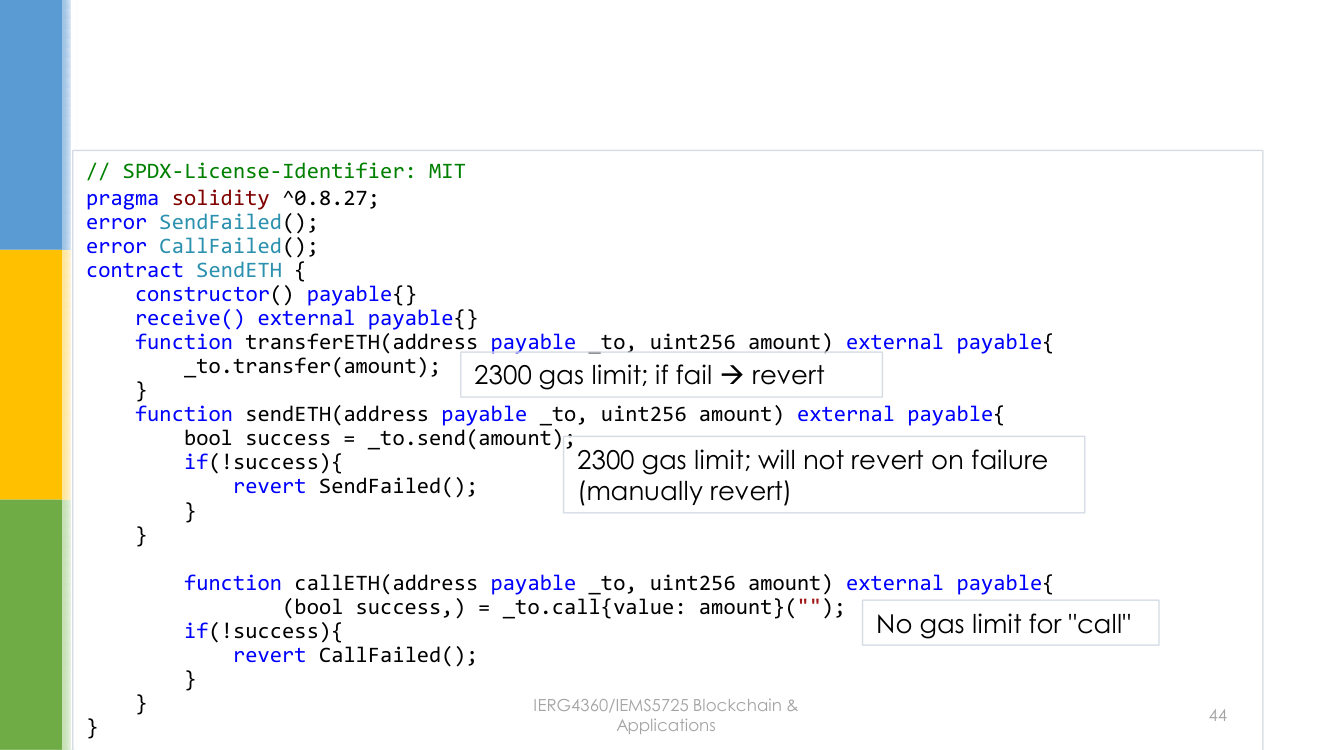 // SPDX-License-Identifier: MIT
pragma solidity ^0.8.27;
error SendFailed();
error CallFailed();
contract SendETH {
    constructor() payable{}
    receive() external payable{}
    function transferETH(address payable _to, uint256 amount) external payable{
        _to.transfer(amount);
2300 gas limit; if fail → revert
    }
    function sendETH(address payable _to, uint256 amount) external payable{
        bool success = _to.send(amount);
2300 gas limit; will not revert on failure
(manually revert)
        if(!success){
            revert SendFailed();
        }
    }
        function callETH(address payable _to, uint256 amount) external payable{
                (bool success,) = _to.call{value: amount}("");
No gas limit for "call"
        if(!success){
            revert CallFailed();
        }
    }
}
IERG4360/IEMS5725 Blockchain &
Applications
44